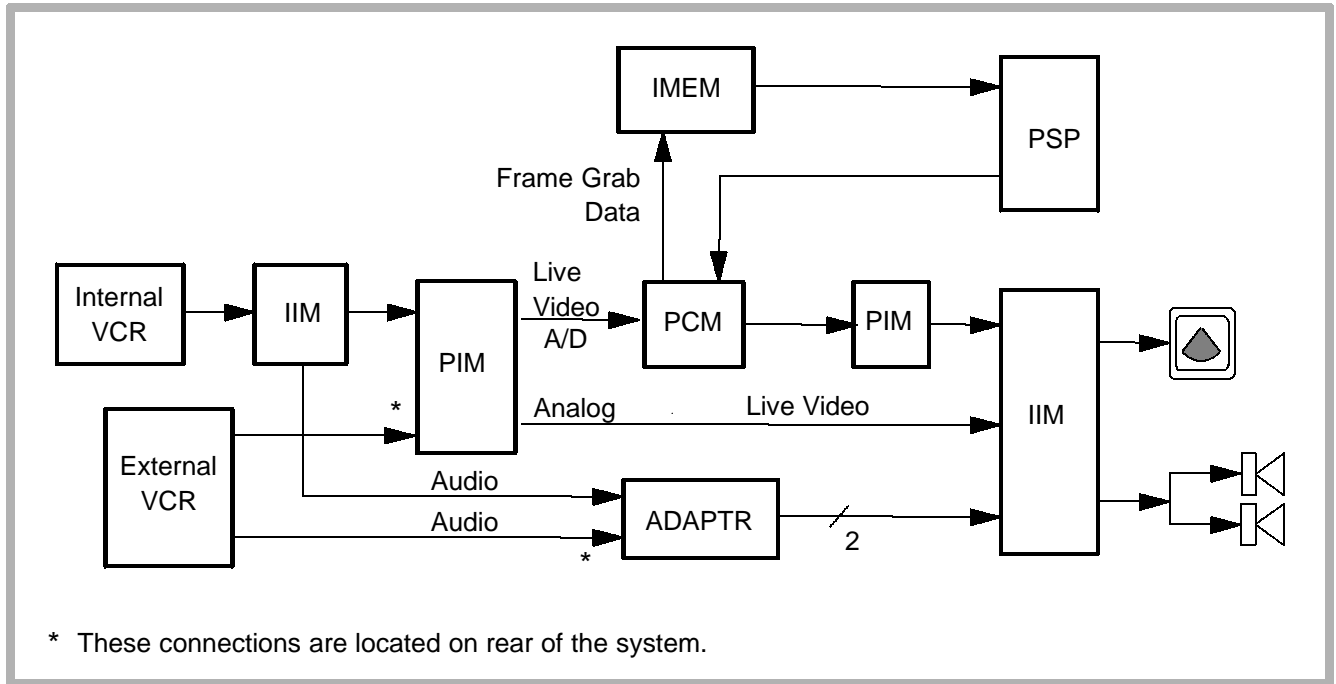 IMEM
PSP
Frame Grab
Data
Internal
VCR
IIM
PIM
Live
Video
A/D
PCM
PIM
IIM
*
Analog
Live Video
External
VCR
Audio
Audio
*
ADAPTR
2
* These connections are located on rear of the system.